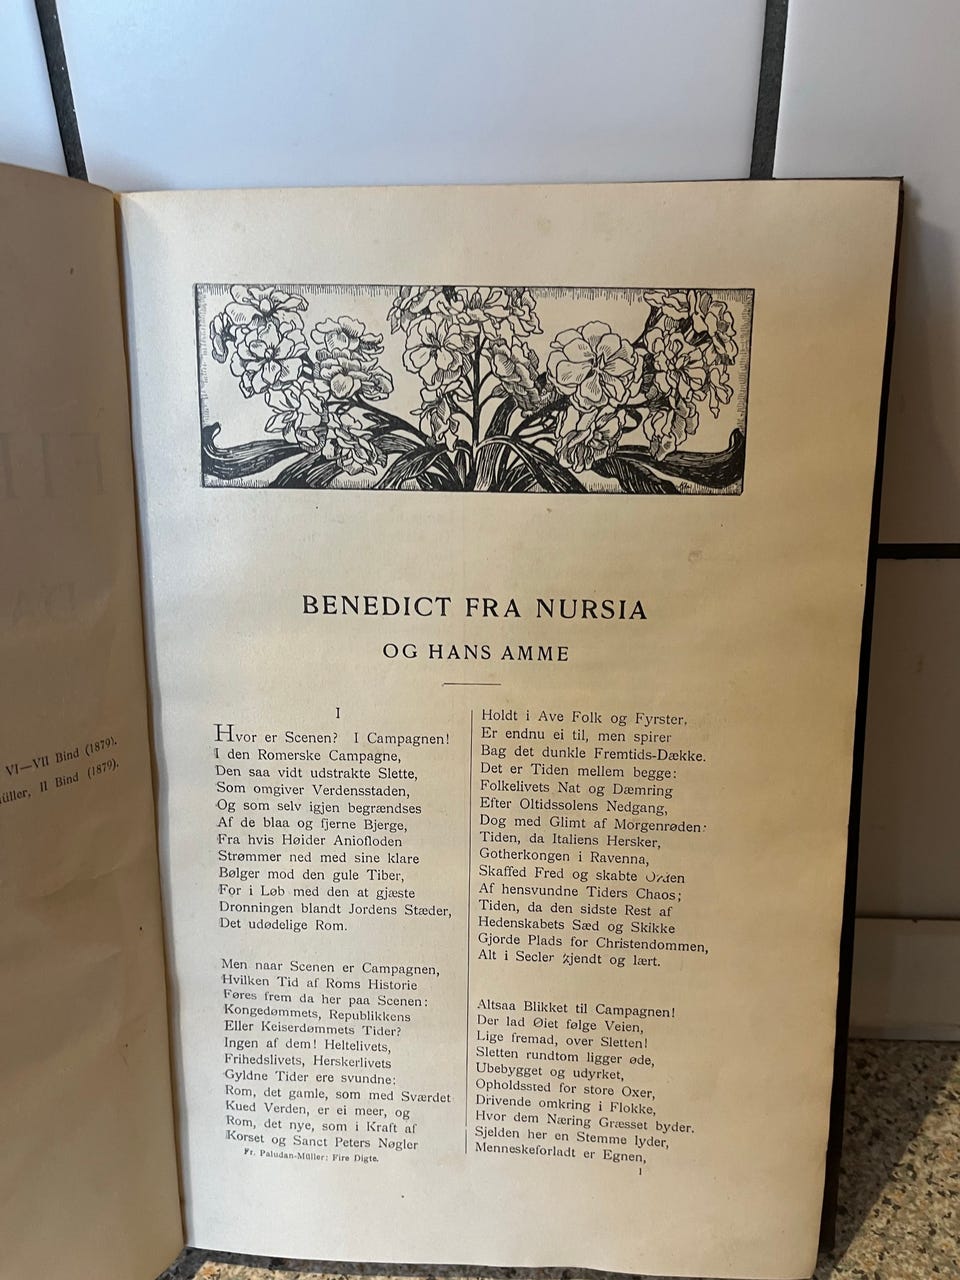 VI—VII Bind (1879).
üller, II Bind (1879).
BENEDICT FRA NURSIA
OG HANS AMME
I
Hvor er Scenen? I Campagnen!
I den Romerske Campagne,
Den saa vidt udstrakte Slette,
Som omgiver Verdensstaden,
Og som selv igjen begrændses
Af de blaa og fjerne Bjerge,
Fra hvis Høider Aniofloden
Strømmer ned med sine klare
Bølger mod den gule Tiber,
For i Løb med den at gjæste
Dronningen blandt Jordens Stæder,
Det udødelige Rom.
Men naar Scenen er Campagnen,
Hvilken Tid af Roms Historie
Føres frem da her paa Scenen:
Kongedømmets, Republikkens
Eller Keiserdømmets Tider?
Ingen af dem! Heltelivets,
Frihedslivets, Herskerlivets
Gyldne Tider ere svundne:
Rom, det gamle, som med Sværdet
Kued Verden, er ei meer, og
Rom, det nye, som i Kraft af
Korset og Sanct Peters Nøgler
Fr. Paludan-Müller: Fire Digte.
Holdt i Ave Folk og Fyrster,
Er endnu ei til, men spirer
Bag det dunkle Fremtids-Dække.
Det er Tiden mellem begge:
Folkelivets Nat og Dæmring
Efter Oltidssolens Nedgang,
Dog med Glimt af Morgenrøden:
Tiden, da Italiens Hersker,
Gotherkongen i Ravenna,
Skaffed Fred og skabte Orden
Af hensvundne Tiders Chaos;
Tiden, da den sidste Rest af
Hedenskabets Sæd og Skikke
Gjorde Plads for Christendommen,
Alt i Secler kjendt og lært.
Altsaa Blikket til Campagnen!
Der lad Øiet følge Veien,
Lige fremad, over Sletten!
Sletten rundtom ligger øde,
Ubebygget og udyrket,
Opholdssted for store Oxer,
Drivende omkring i Flokke,
Hvor dem Næring Græsset byder.
Sjelden her en Stemme lyder,
Menneskeforladt er Egnen,
1